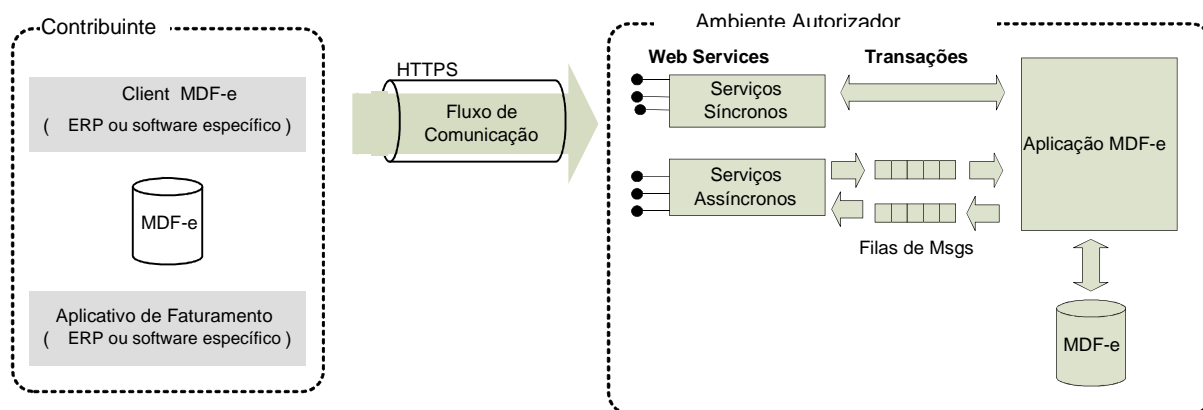 Contribuinte
Client MDF-e
( ERP ou software específico )
MDF-e
Aplicativo de Faturamento
( ERP ou software específico )
HTTPS
Fluxo de
Comunicação
Ambiente Autorizador
Web Services
Transações
Serviços
Síncronos
Serviços
Assíncronos
Filas de Msgs
Aplicação MDF-e
MDF-e